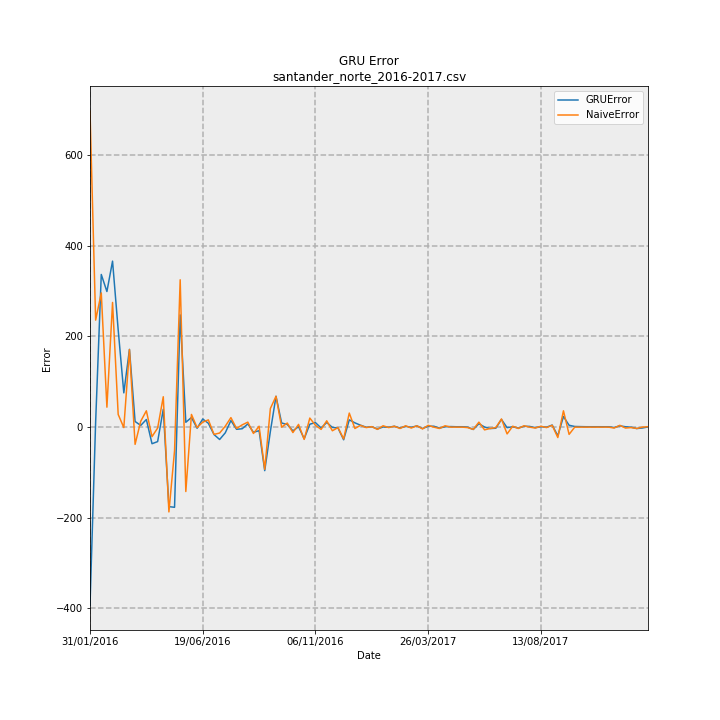 GRU Error
santander_norte_2016-2017.csv
GRUError
NaiveError
600
400
200
0
−200
−400
Error
31/01/2016
19/06/2016
06/11/2016
26/03/2017
13/08/2017
Date